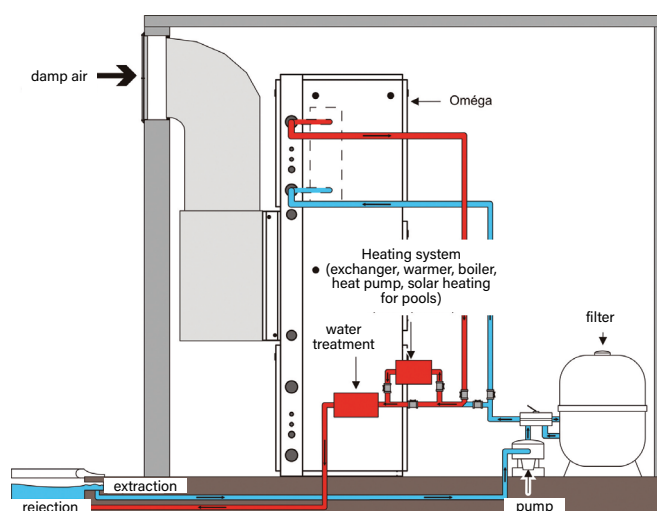 damp air
Oméga
Heating system
(exchanger, warmer, boiler,
heat pump, solar heating
for pools)
filter
water
treatment
extraction
rejection
pump